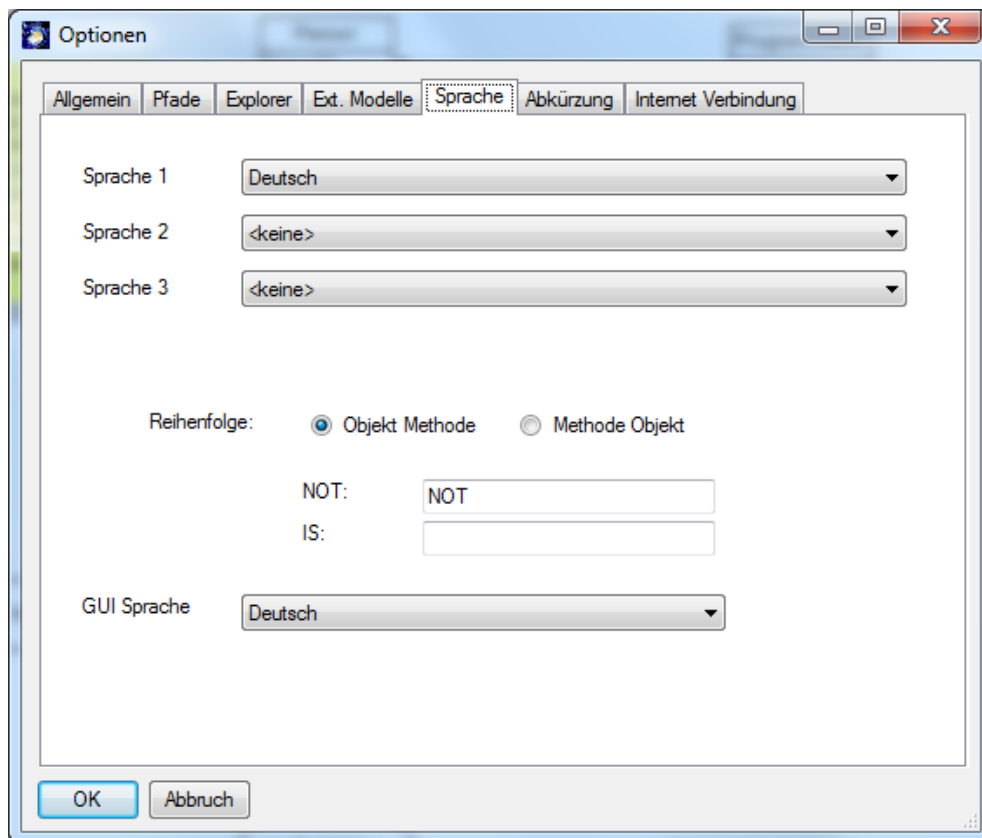 Optionen
Allgemein Pfade Explorer Ext. Modelle Sprache Abkürzung Internet Verbindung
Sprache 1 Deutsch
Sprache 2 <keine>
Sprache 3 <keine>
Reihenfolge: Objekt Methode Methode Objekt
NOT: NOT
IS:
GUI Sprache Deutsch
OK Abbruch